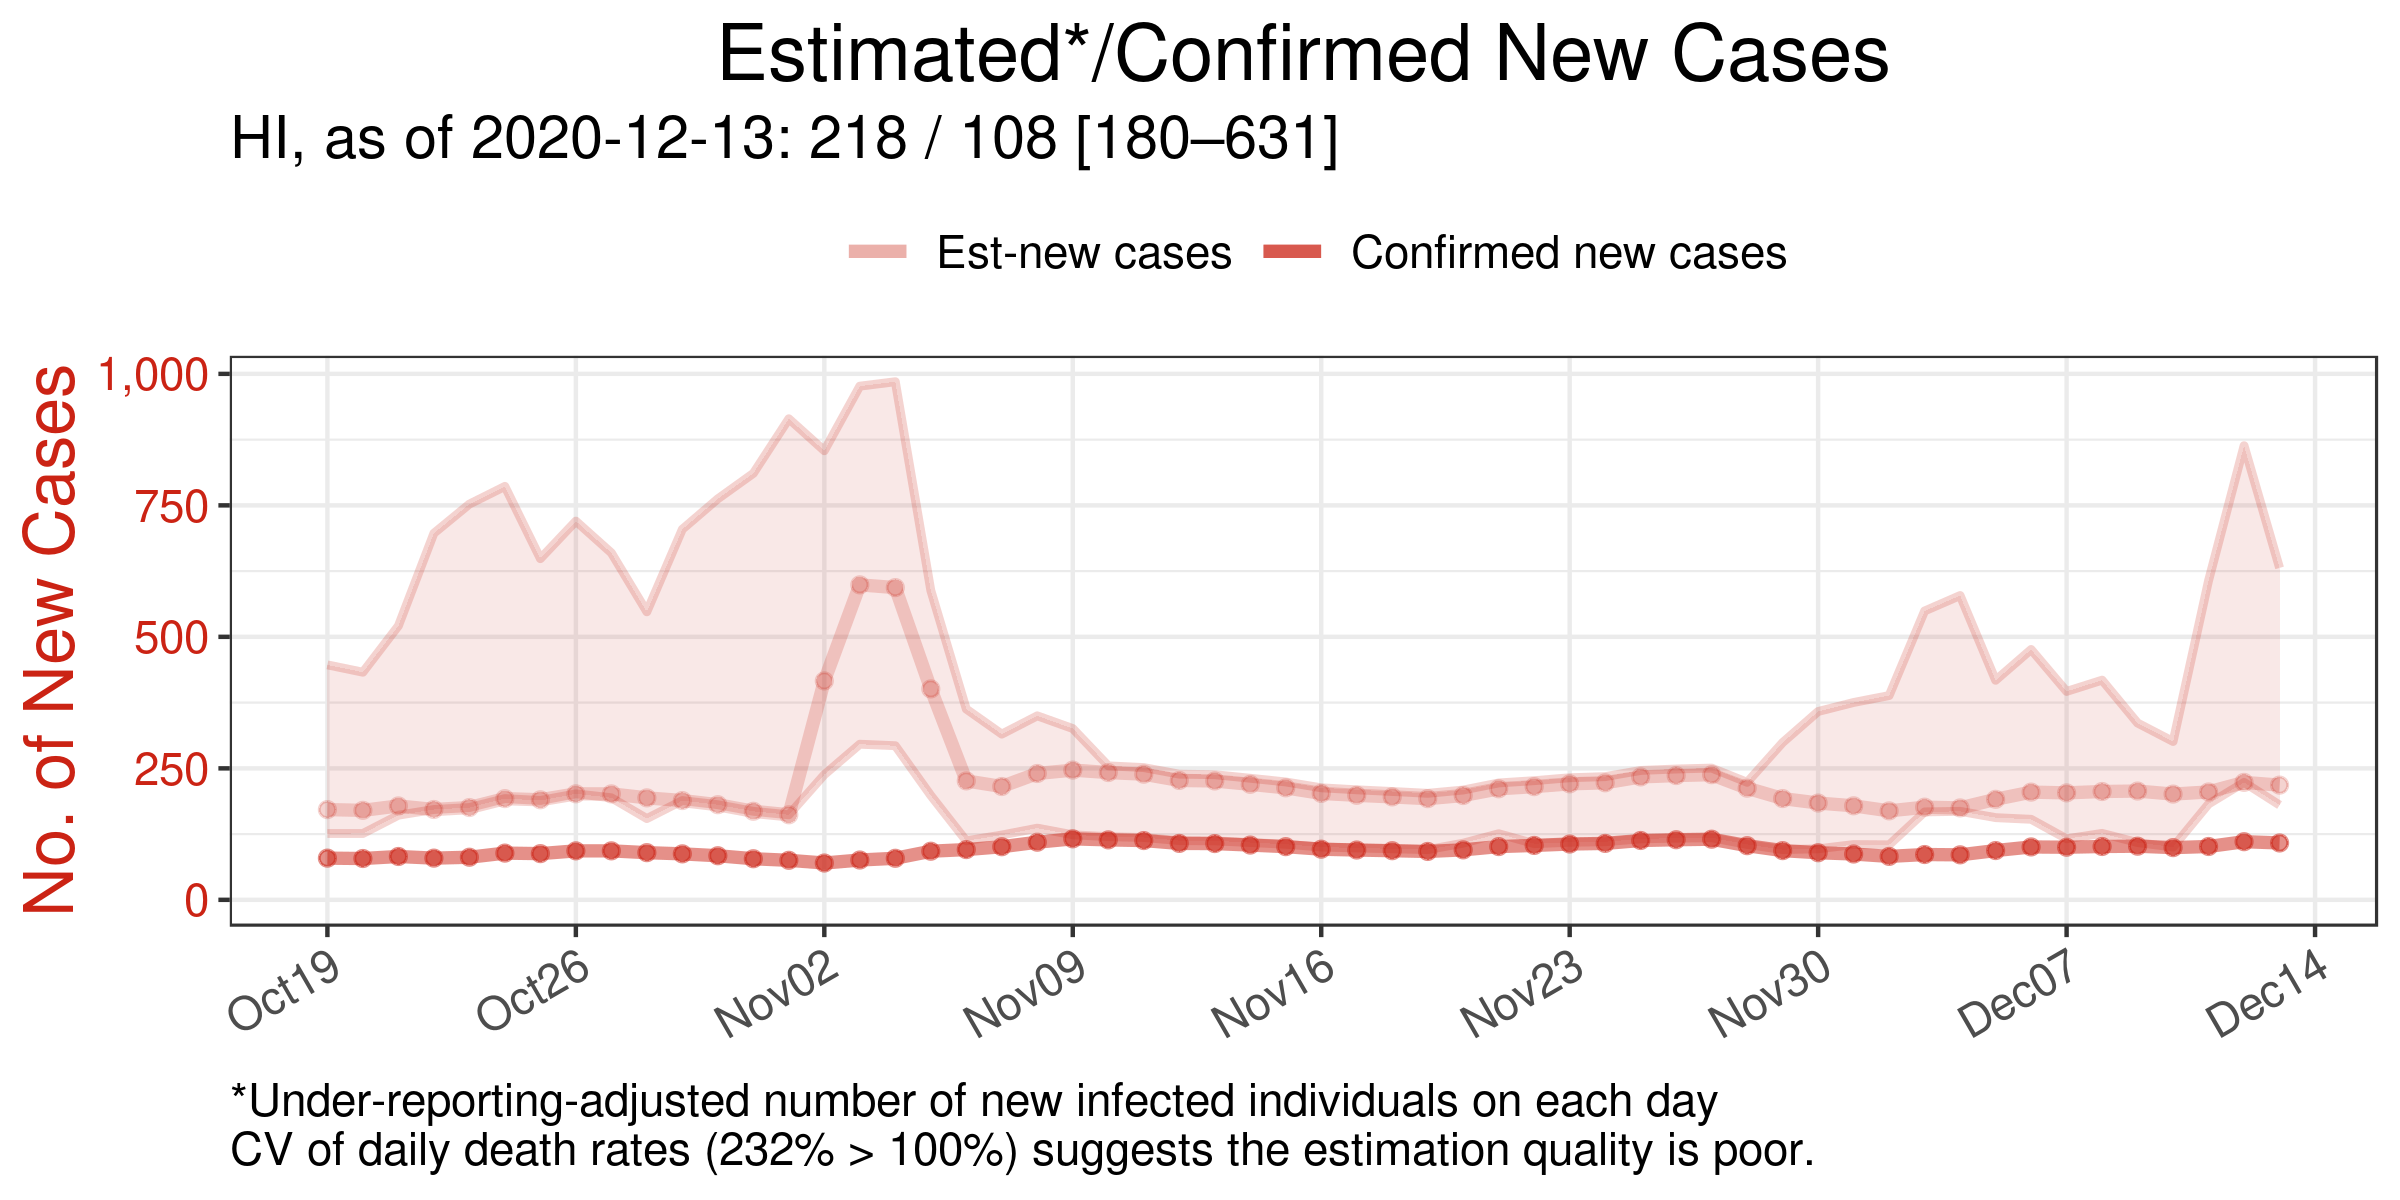 Estimated*/Confirmed New Cases
HI, as of 2020-12-13: 218 / 108 [180–631]
Est-new cases Confirmed new cases
No. of New Cases
1,000
750
500
250
0
Oct19 Oct26 Nov02 Nov09 Nov16 Nov23 Nov30 Dec07 Dec14
*Under-reporting-adjusted number of new infected individuals on each day
CV of daily death rates (232% > 100%) suggests the estimation quality is poor.